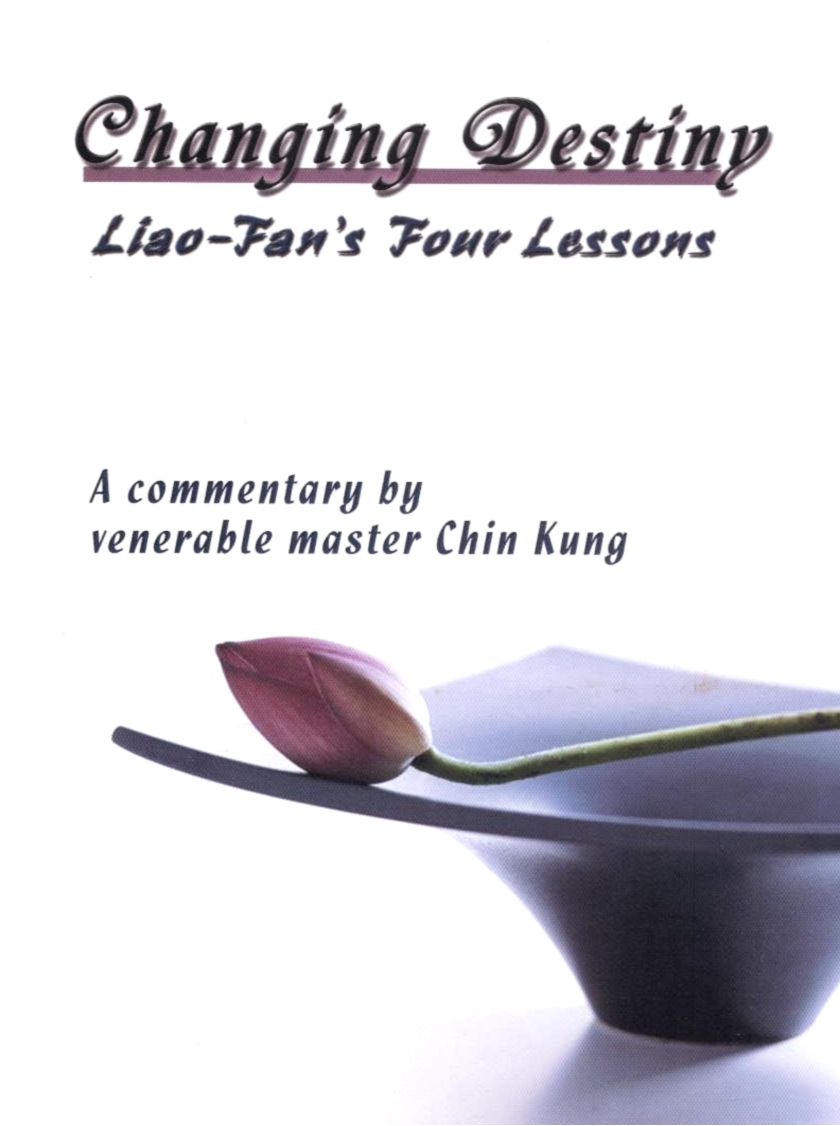 Changing Destiny
Liao-Fan's Four Lessons
A commentary by
venerable master Chin Kung